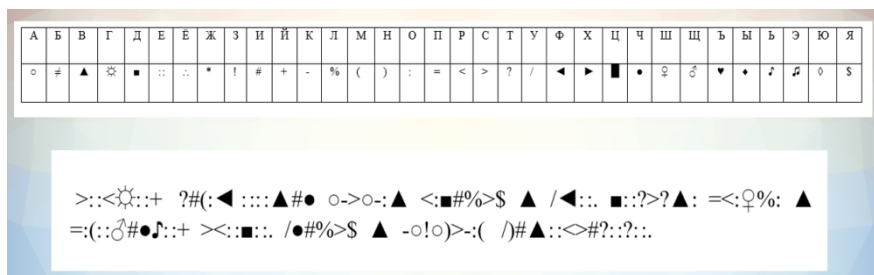 А Б В Г Д Е Ё Ж З И Й К Л М Н О П Р С Т У Ф Х Ц Ч Ш Щ Ъ Ы Ь Э Ю Я
○ ≠ ▲ ☼ ■ :: ∴ * ! # + - % ( ) : = < > ? / ◄ ► █ ● ♀ ♂ ♥ ♦ ♪ ♫ ◊ $
>::<☼::+ ?#(:◄ ::::▲#● ○->○-:▲ <:■#%>$ ▲ /◄::. ■::?>?▲: =<:♀%: ▲
=:(::♂#●♪::+ ><::■::. /●#%>$ ▲ -○!○)>-:( /)#▲::<>#?::?::.